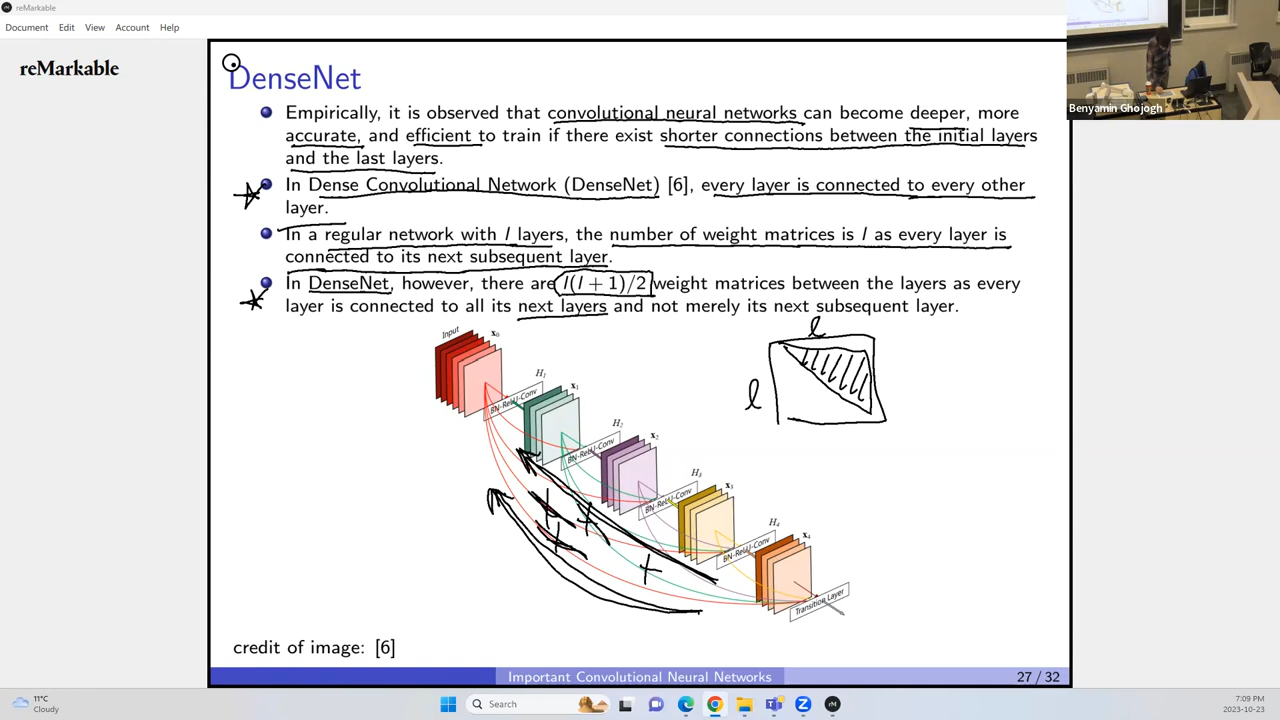 reMarkable
Document Edit View Account Help
reMarkable
DenseNet
Empirically, it is observed that convolutional neural networks can become deeper, more
accurate, and efficient to train if there exist shorter connections between the initial layers
and the last layers.
In Dense Convolutional Network (DenseNet) [6], every layer is connected to every other
layer.
In a regular network with l layers, the number of weight matrices is l as every layer is
connected to its next subsequent layer.
In DenseNet, however, there are l(l + 1)/2 weight matrices between the layers as every
layer is connected to all its next layers and not merely its next subsequent layer.
Input
x0
H1
BN-ReLU-Conv
x1
H2
BN-ReLU-Conv
x2
H3
BN-ReLU-Conv
x3
H4
BN-ReLU-Conv
x4
Transition Layer
l
l
credit of image: [6]
Important Convolutional Neural Networks
27 / 32
Benyamin Ghojogh
11°C
Cloudy
Search
7:09 PM
2023-10-23